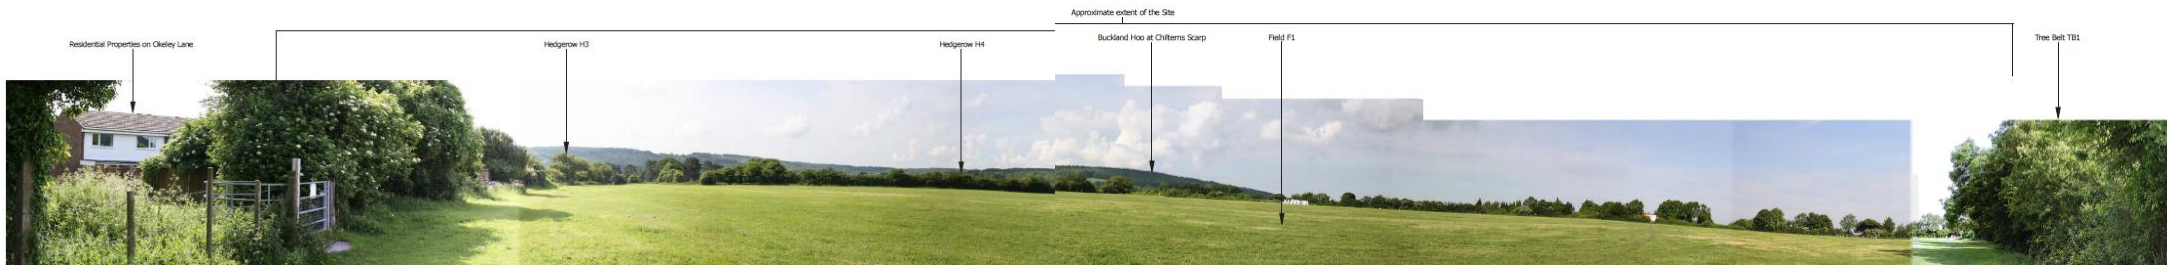 Approximate extent of the Site
Residential Properties on Okeley Lane
Hedgerow H3
Hedgerow H4
Buckland Hoo at Chilterns Scarp
Field F1
Tree Belt TB1